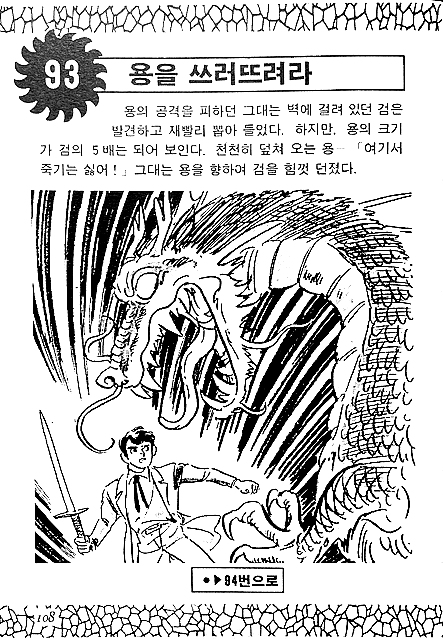 93
용을 쓰러뜨려라
용의 공격을 피하던 그대는 벽에 걸려 있던 검은
발견하고 재빨리 뽑아 들었다. 하지만, 용의 크기
가 검의 5배는 되어 보인다. 천천히 덮쳐 오는 용─ 「여기서
죽기는 싫어!」 그대는 용을 향하여 검을 힘껏 던졌다.
●▶94번으로
108